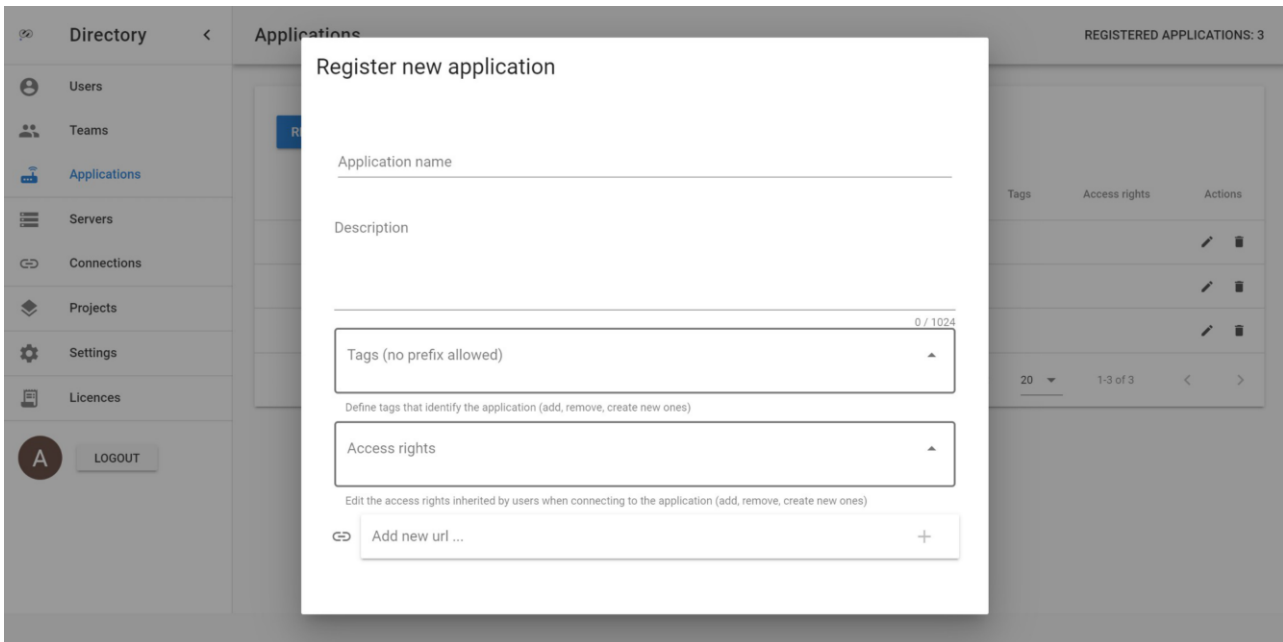 Directory
Applications
REGISTERED APPLICATIONS: 3
Users
Teams
Applications
Servers
Connections
Projects
Settings
Licences
A
LOGOUT
Register new application
Application name
Description
0 / 1024
Tags (no prefix allowed)
Define tags that identify the application (add, remove, create new ones)
Access rights
Edit the access rights inherited by users when connecting to the application (add, remove, create new ones)
Add new url ...
Tags Access rights Actions
20 1-3 of 3